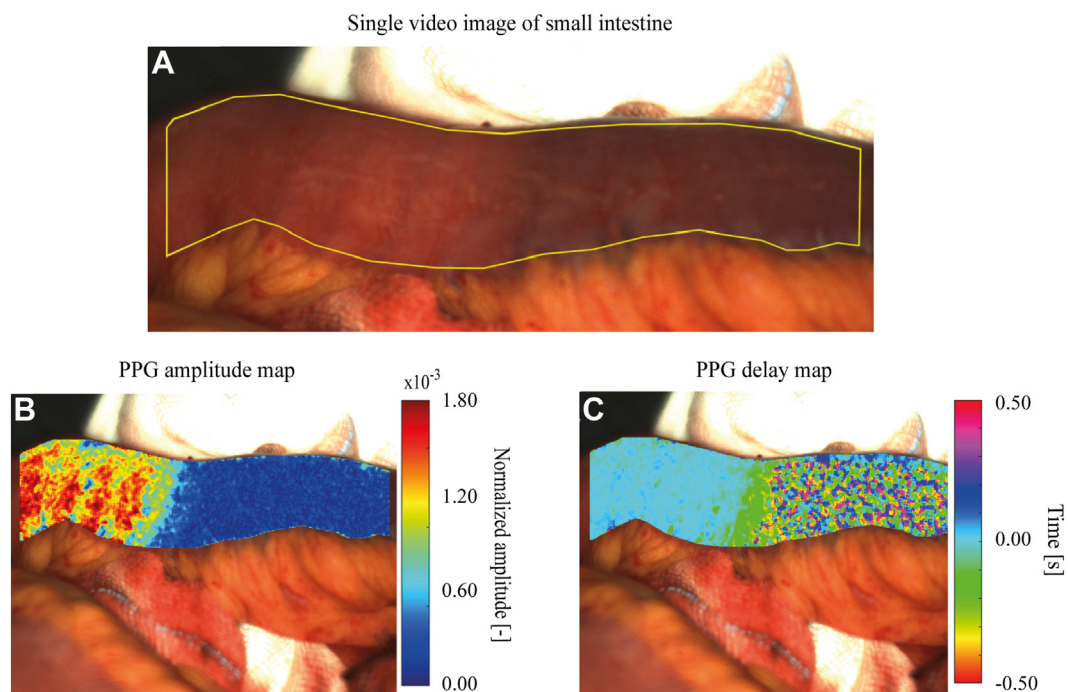 Single video image of small intestine
A
PPG amplitude map
x10-3
B
1.80
1.20
0.60
0.00
Normalized amplitude [-]
PPG delay map
C
0.50
0.00
-0.50
Time [s]